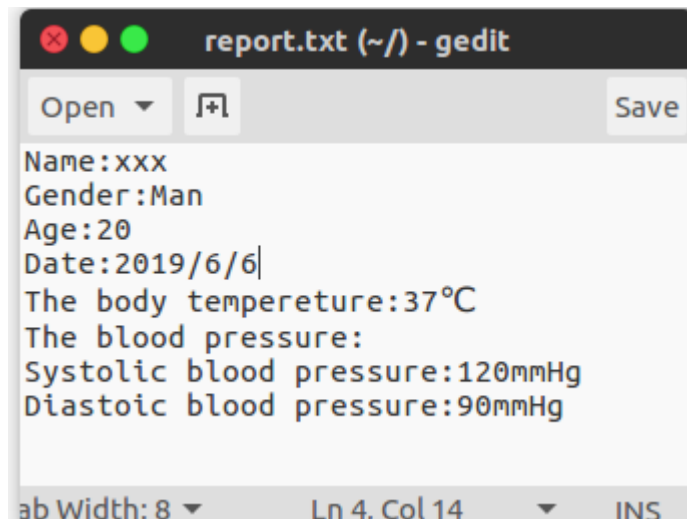 report.txt (~/) - gedit
Open
Save
Name:xxx
Gender:Man
Age:20
Date:2019/6/6
The body tempereture:37℃
The blood pressure:
Systolic blood pressure:120mmHg
Diastoic blood pressure:90mmHg
ab Width: 8
Ln 4, Col 14
INS